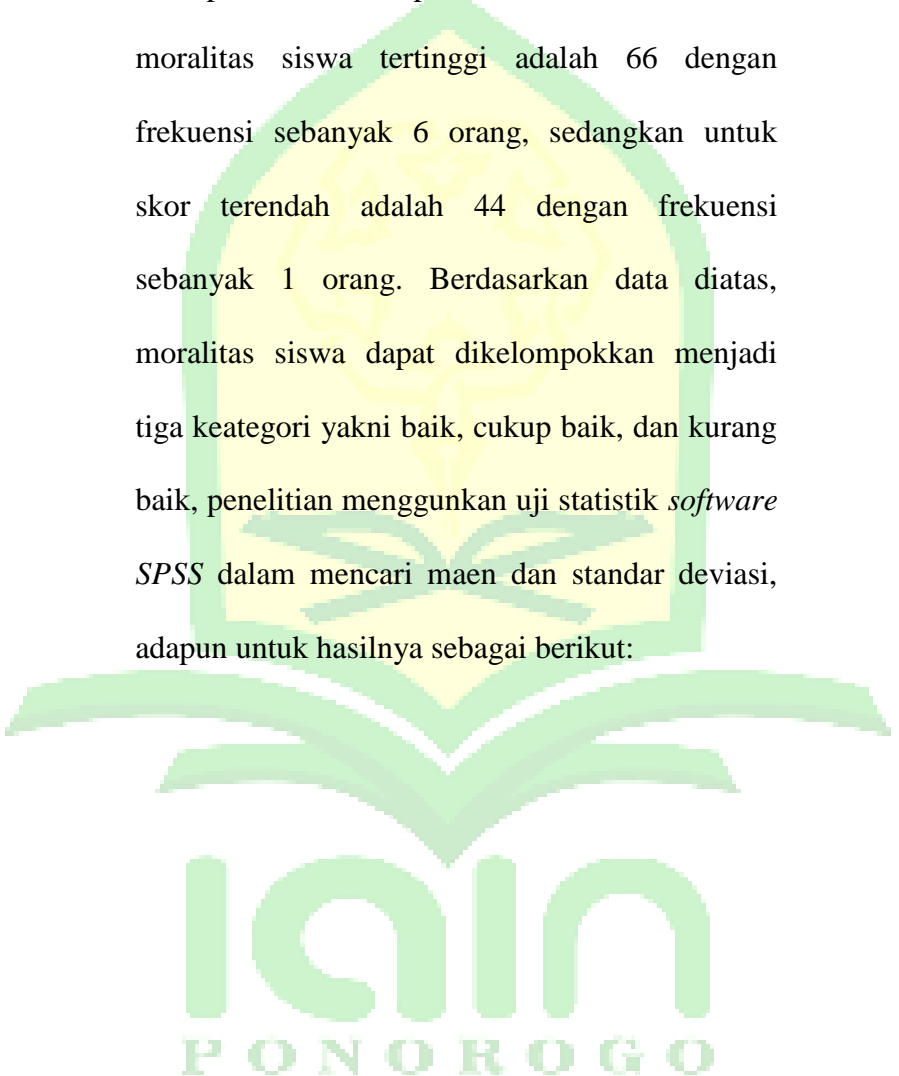 moralitas siswa tertinggi adalah 66 dengan
frekuensi sebanyak 6 orang, sedangkan untuk
skor terendah adalah 44 dengan frekuensi
sebanyak 1 orang. Berdasarkan data diatas,
moralitas siswa dapat dikelompokkan menjadi
tiga keategori yakni baik, cukup baik, dan kurang
baik, penelitian menggunkan uji statistik software
SPSS dalam mencari maen dan standar deviasi,
adapun untuk hasilnya sebagai berikut:
iain
PONOROGO